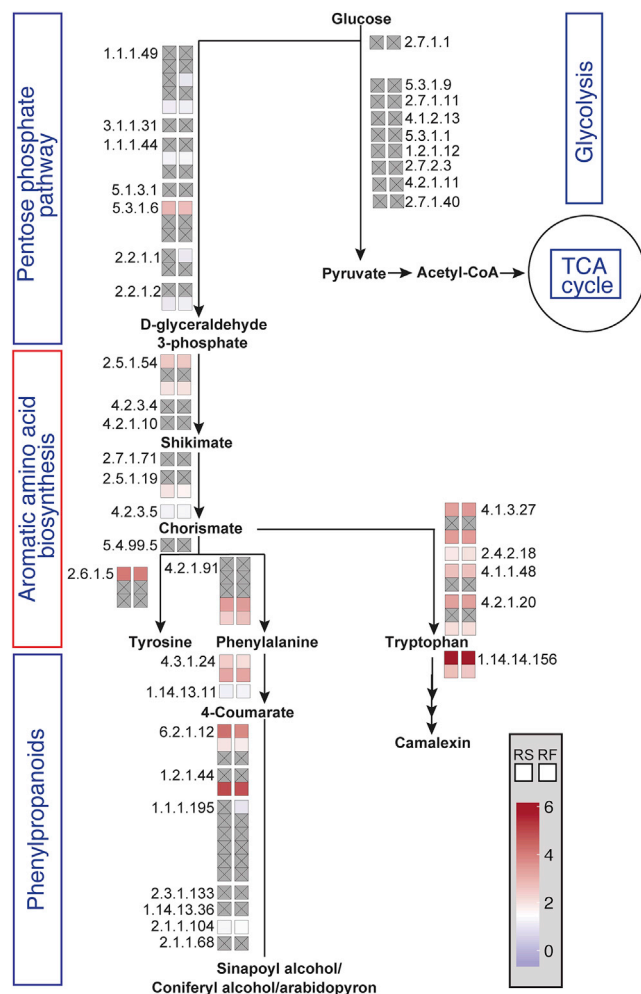 Glucose
2.7.1.1
5.3.1.9
2.7.1.11
4.1.2.13
5.3.1.1
1.2.1.12
2.7.2.3
4.2.1.11
2.7.1.40
Glycolysis
Pentose phosphate
pathway
1.1.1.49
3.1.1.31
1.1.1.44
5.1.3.1
5.3.1.6
2.2.1.1
2.2.1.2
Pyruvate
Acetyl-CoA
TCA
cycle
D-glyceraldehyde
3-phosphate
Aromatic amino acid
biosynthesis
2.5.1.54
4.2.3.4
4.2.1.10
Shikimate
2.7.1.71
2.5.1.19
4.2.3.5
Chorismate
5.4.99.5
2.6.1.5
4.2.1.91
4.1.3.27
2.4.2.18
4.1.1.48
4.2.1.20
Tyrosine
Phenylalanine
Tryptophan
1.14.14.156
Camalexin
Phenylpropanoids
4.3.1.24
1.14.13.11
4-Coumarate
6.2.1.12
1.2.1.44
1.1.1.195
2.3.1.133
1.14.13.36
2.1.1.104
2.1.1.68
Sinapoyl alcohol/
Coniferyl alcohol/arabidopyron
RS RF
6
4
2
0